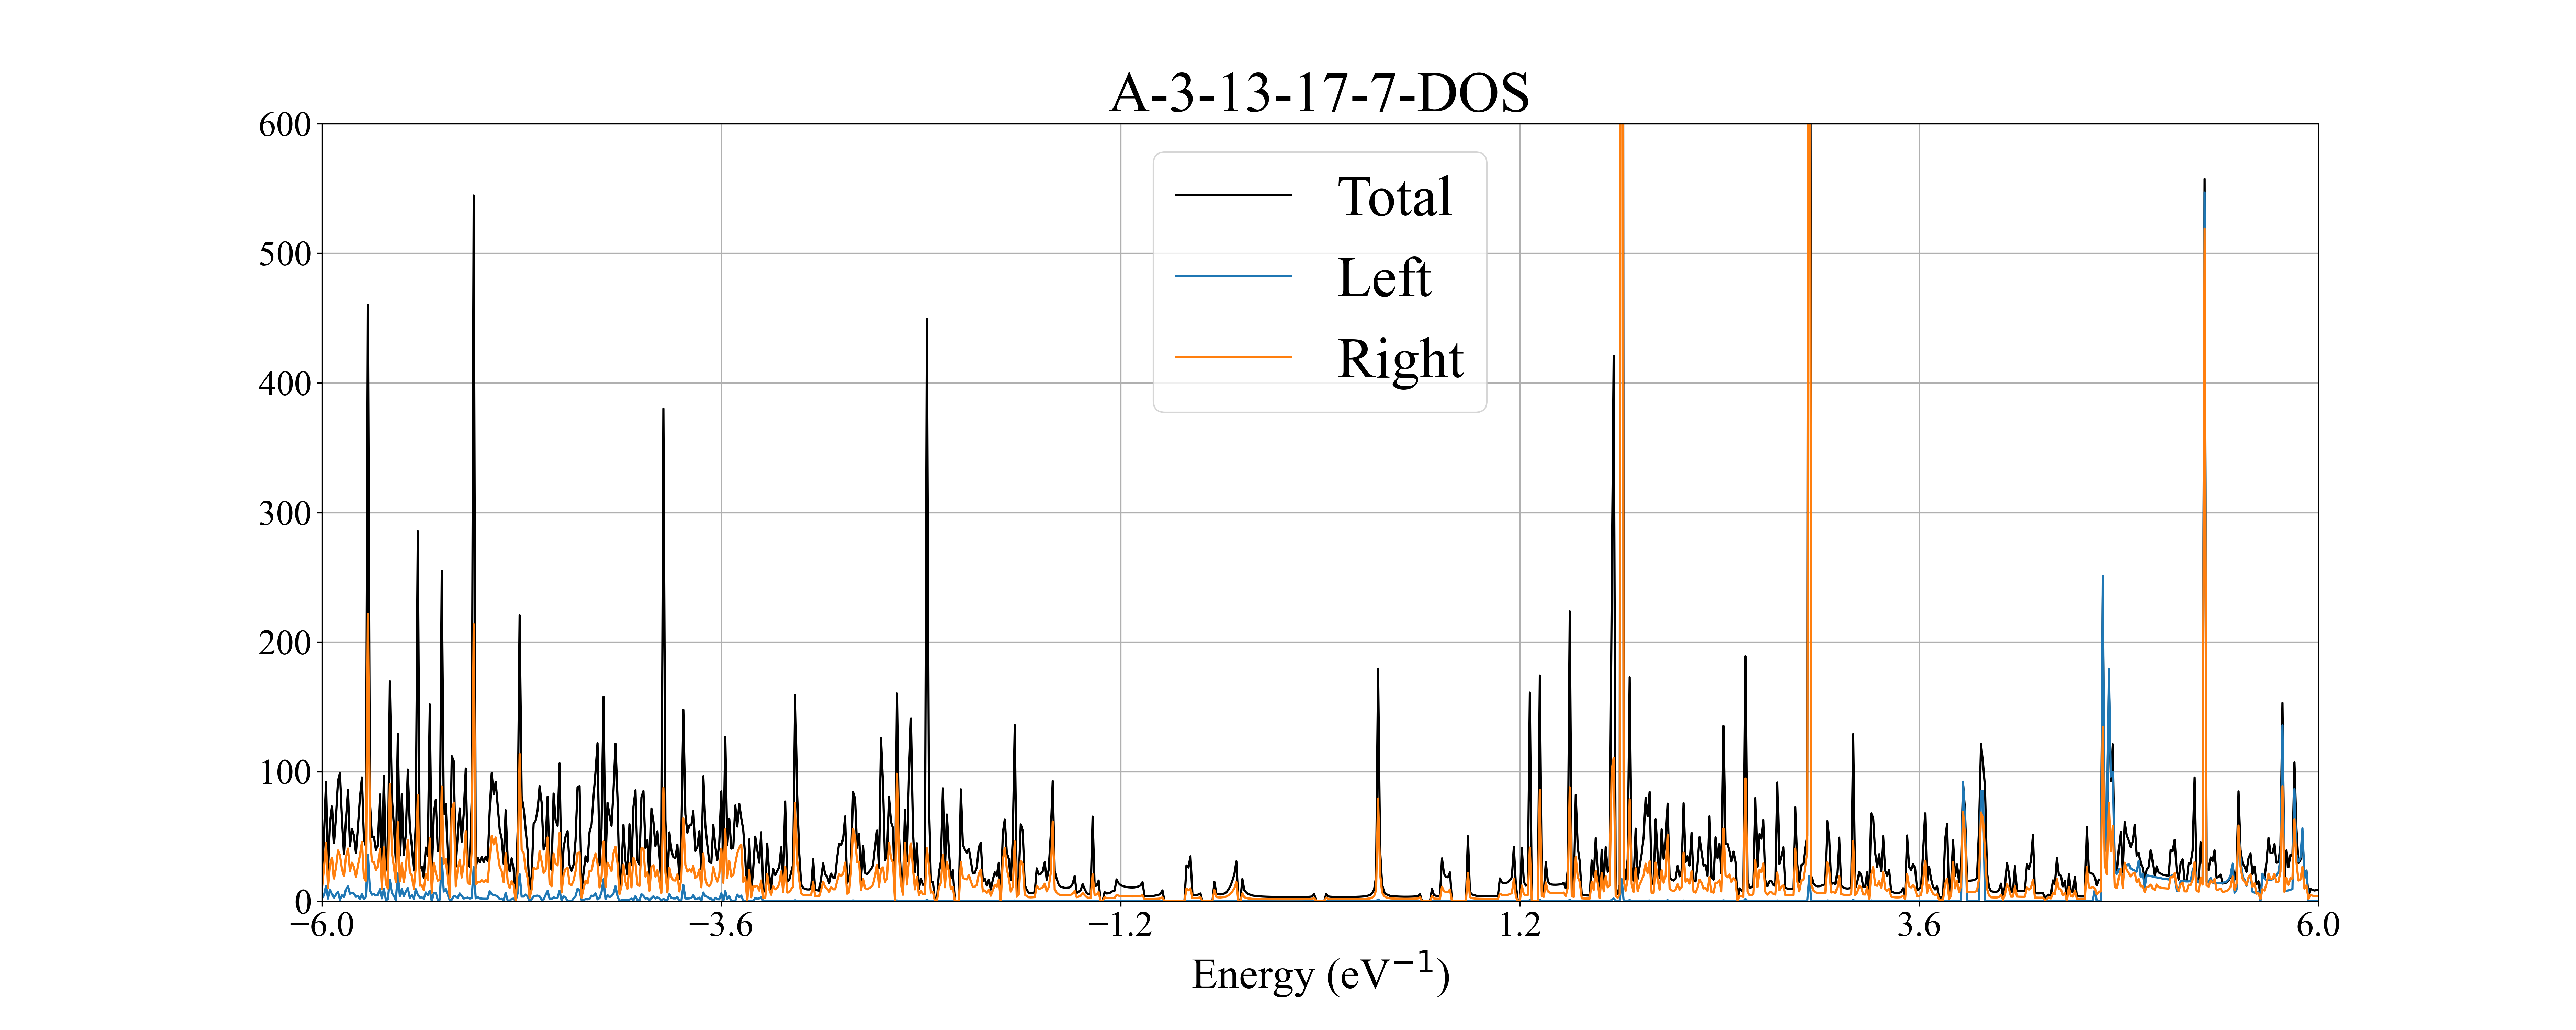 A-3-13-17-7-DOS
600
500
400
300
200
100
0
Total
Left
Right
−6.0 −3.6 −1.2 1.2 3.6 6.0
Energy (eV⁻¹)